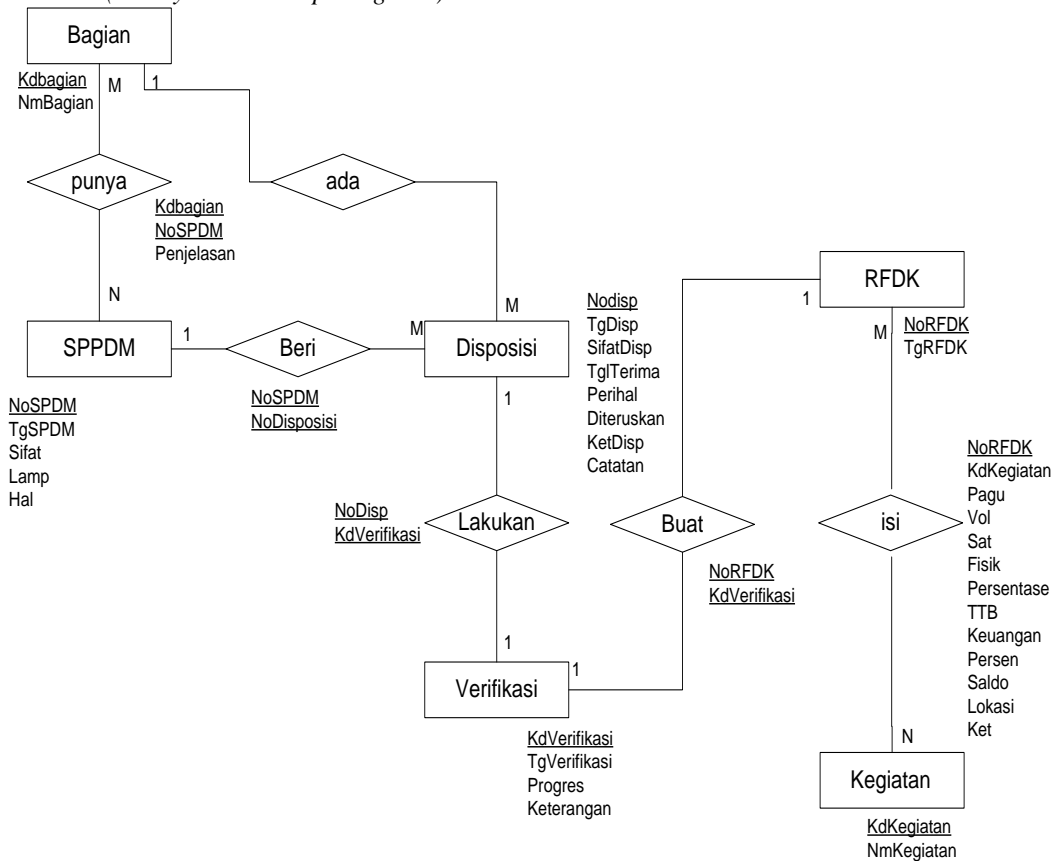 Bagian
Kdbagian
NmBagian
M
1
punya
Kdbagian
NoSPDM
Penjelasan
ada
N
M
SPPDM
1
Beri
M
Disposisi
NoSPDM
TgSPDM
Sifat
Lamp
Hal
NoSPDM
NoDisposisi
1
Nodisp
TgDisp
SifatDisp
TglTerima
Perihal
Diteruskan
KetDisp
Catatan
RFDK
1
M
NoRFDK
TgRFDK
NoDisp
KdVerifikasi
Lakukan
Buat
NoRFDK
KdVerifikasi
isi
NoRFDK
KdKegiatan
Pagu
Vol
Sat
Fisik
Persentase
TTB
Keuangan
Persen
Saldo
Lokasi
Ket
1
Verifikasi
1
KdVerifikasi
TgVerifikasi
Progres
Keterangan
N
Kegiatan
KdKegiatan
NmKegiatan